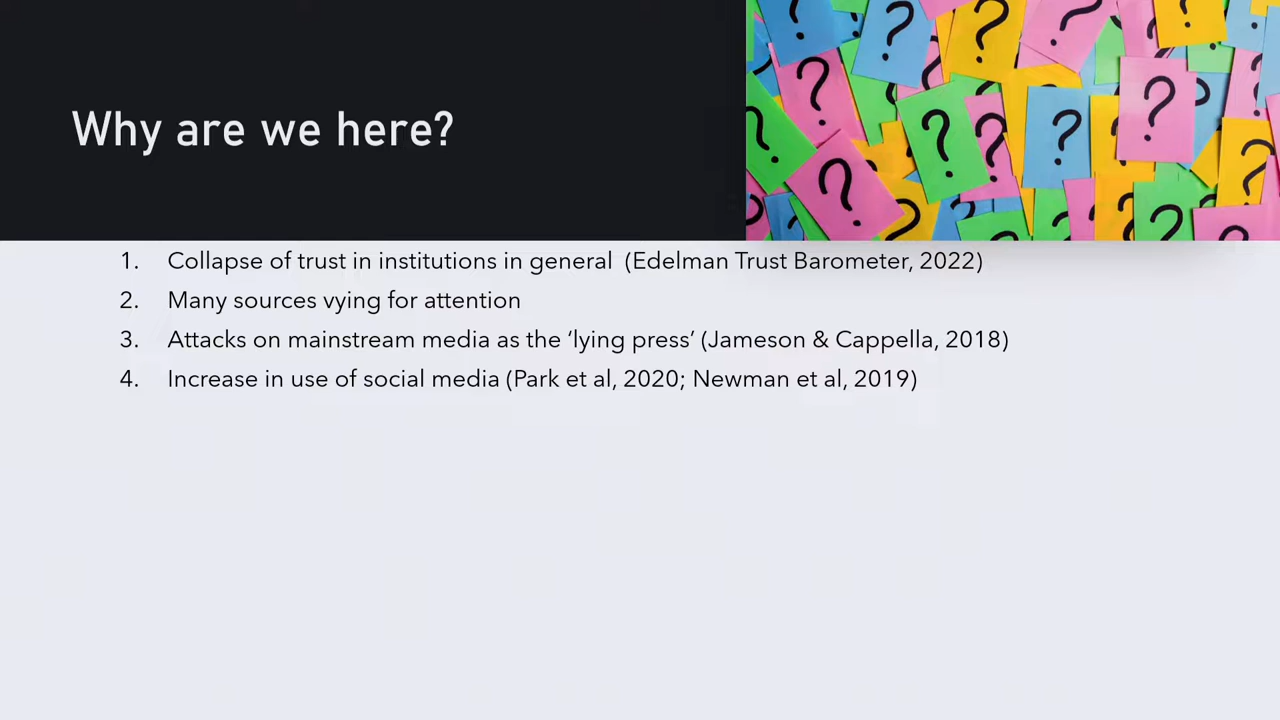 Why are we here?
1. Collapse of trust in institutions in general (Edelman Trust Barometer, 2022)
2. Many sources vying for attention
3. Attacks on mainstream media as the ‘lying press’ (Jameson & Cappella, 2018)
4. Increase in use of social media (Park et al, 2020; Newman et al, 2019)